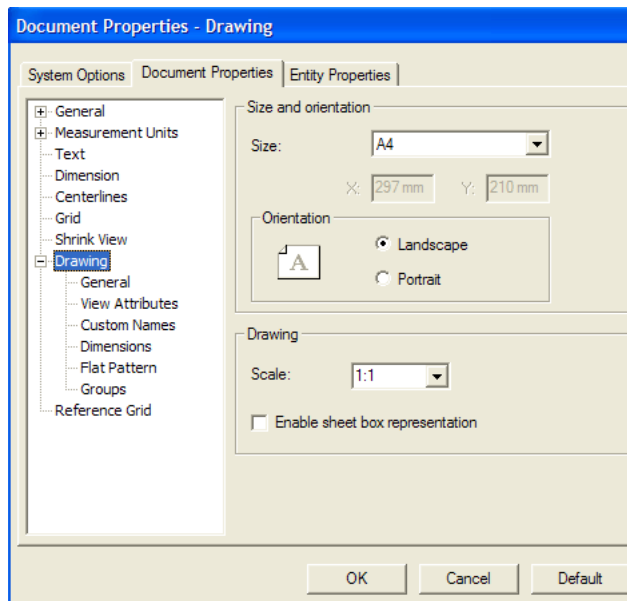 Document Properties - Drawing
System Options Document Properties Entity Properties
General
Measurement Units
Text
Dimension
Centerlines
Grid
Shrink View
Drawing
General
View Attributes
Custom Names
Dimensions
Flat Pattern
Groups
Reference Grid
Size and orientation
Size: A4
X: 297 mm Y: 210 mm
Orientation
A
Landscape
Portrait
Drawing
Scale: 1:1
Enable sheet box representation
OK Cancel Default